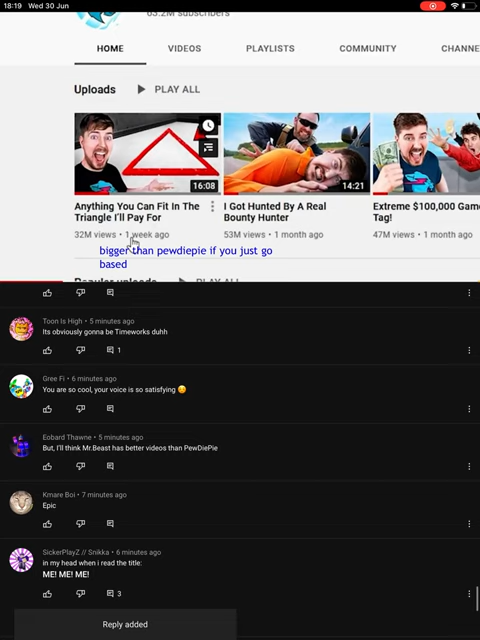 18:19 Wed 30 Jun
63.2M subscribers
HOME VIDEOS PLAYLISTS COMMUNITY CHANNE
Uploads PLAY ALL
16:08 14:21
Anything You Can Fit In The I Got Hunted By A Real Extreme $100,000 Game
Triangle I'll Pay For Bounty Hunter Tag!
32M views • 1 week ago 53M views • 1 month ago 47M views • 1 month ago
bigger than pewdiepie if you just go
based
Popular uploads PLAY ALL
Toon Is High • 5 minutes ago
Its obviously gonna be Timeworks duhh
1
Gree Fi • 6 minutes ago
You are so cool, your voice is so satisfying 😊
Eobard Thawne • 5 minutes ago
But, I'll think Mr.Beast has better videos than PewDiePie
Kmare Boi • 7 minutes ago
Epic
SickerPlayZ // Snikka • 6 minutes ago
in my head when i read the title:
ME! ME! ME!
3
Reply added